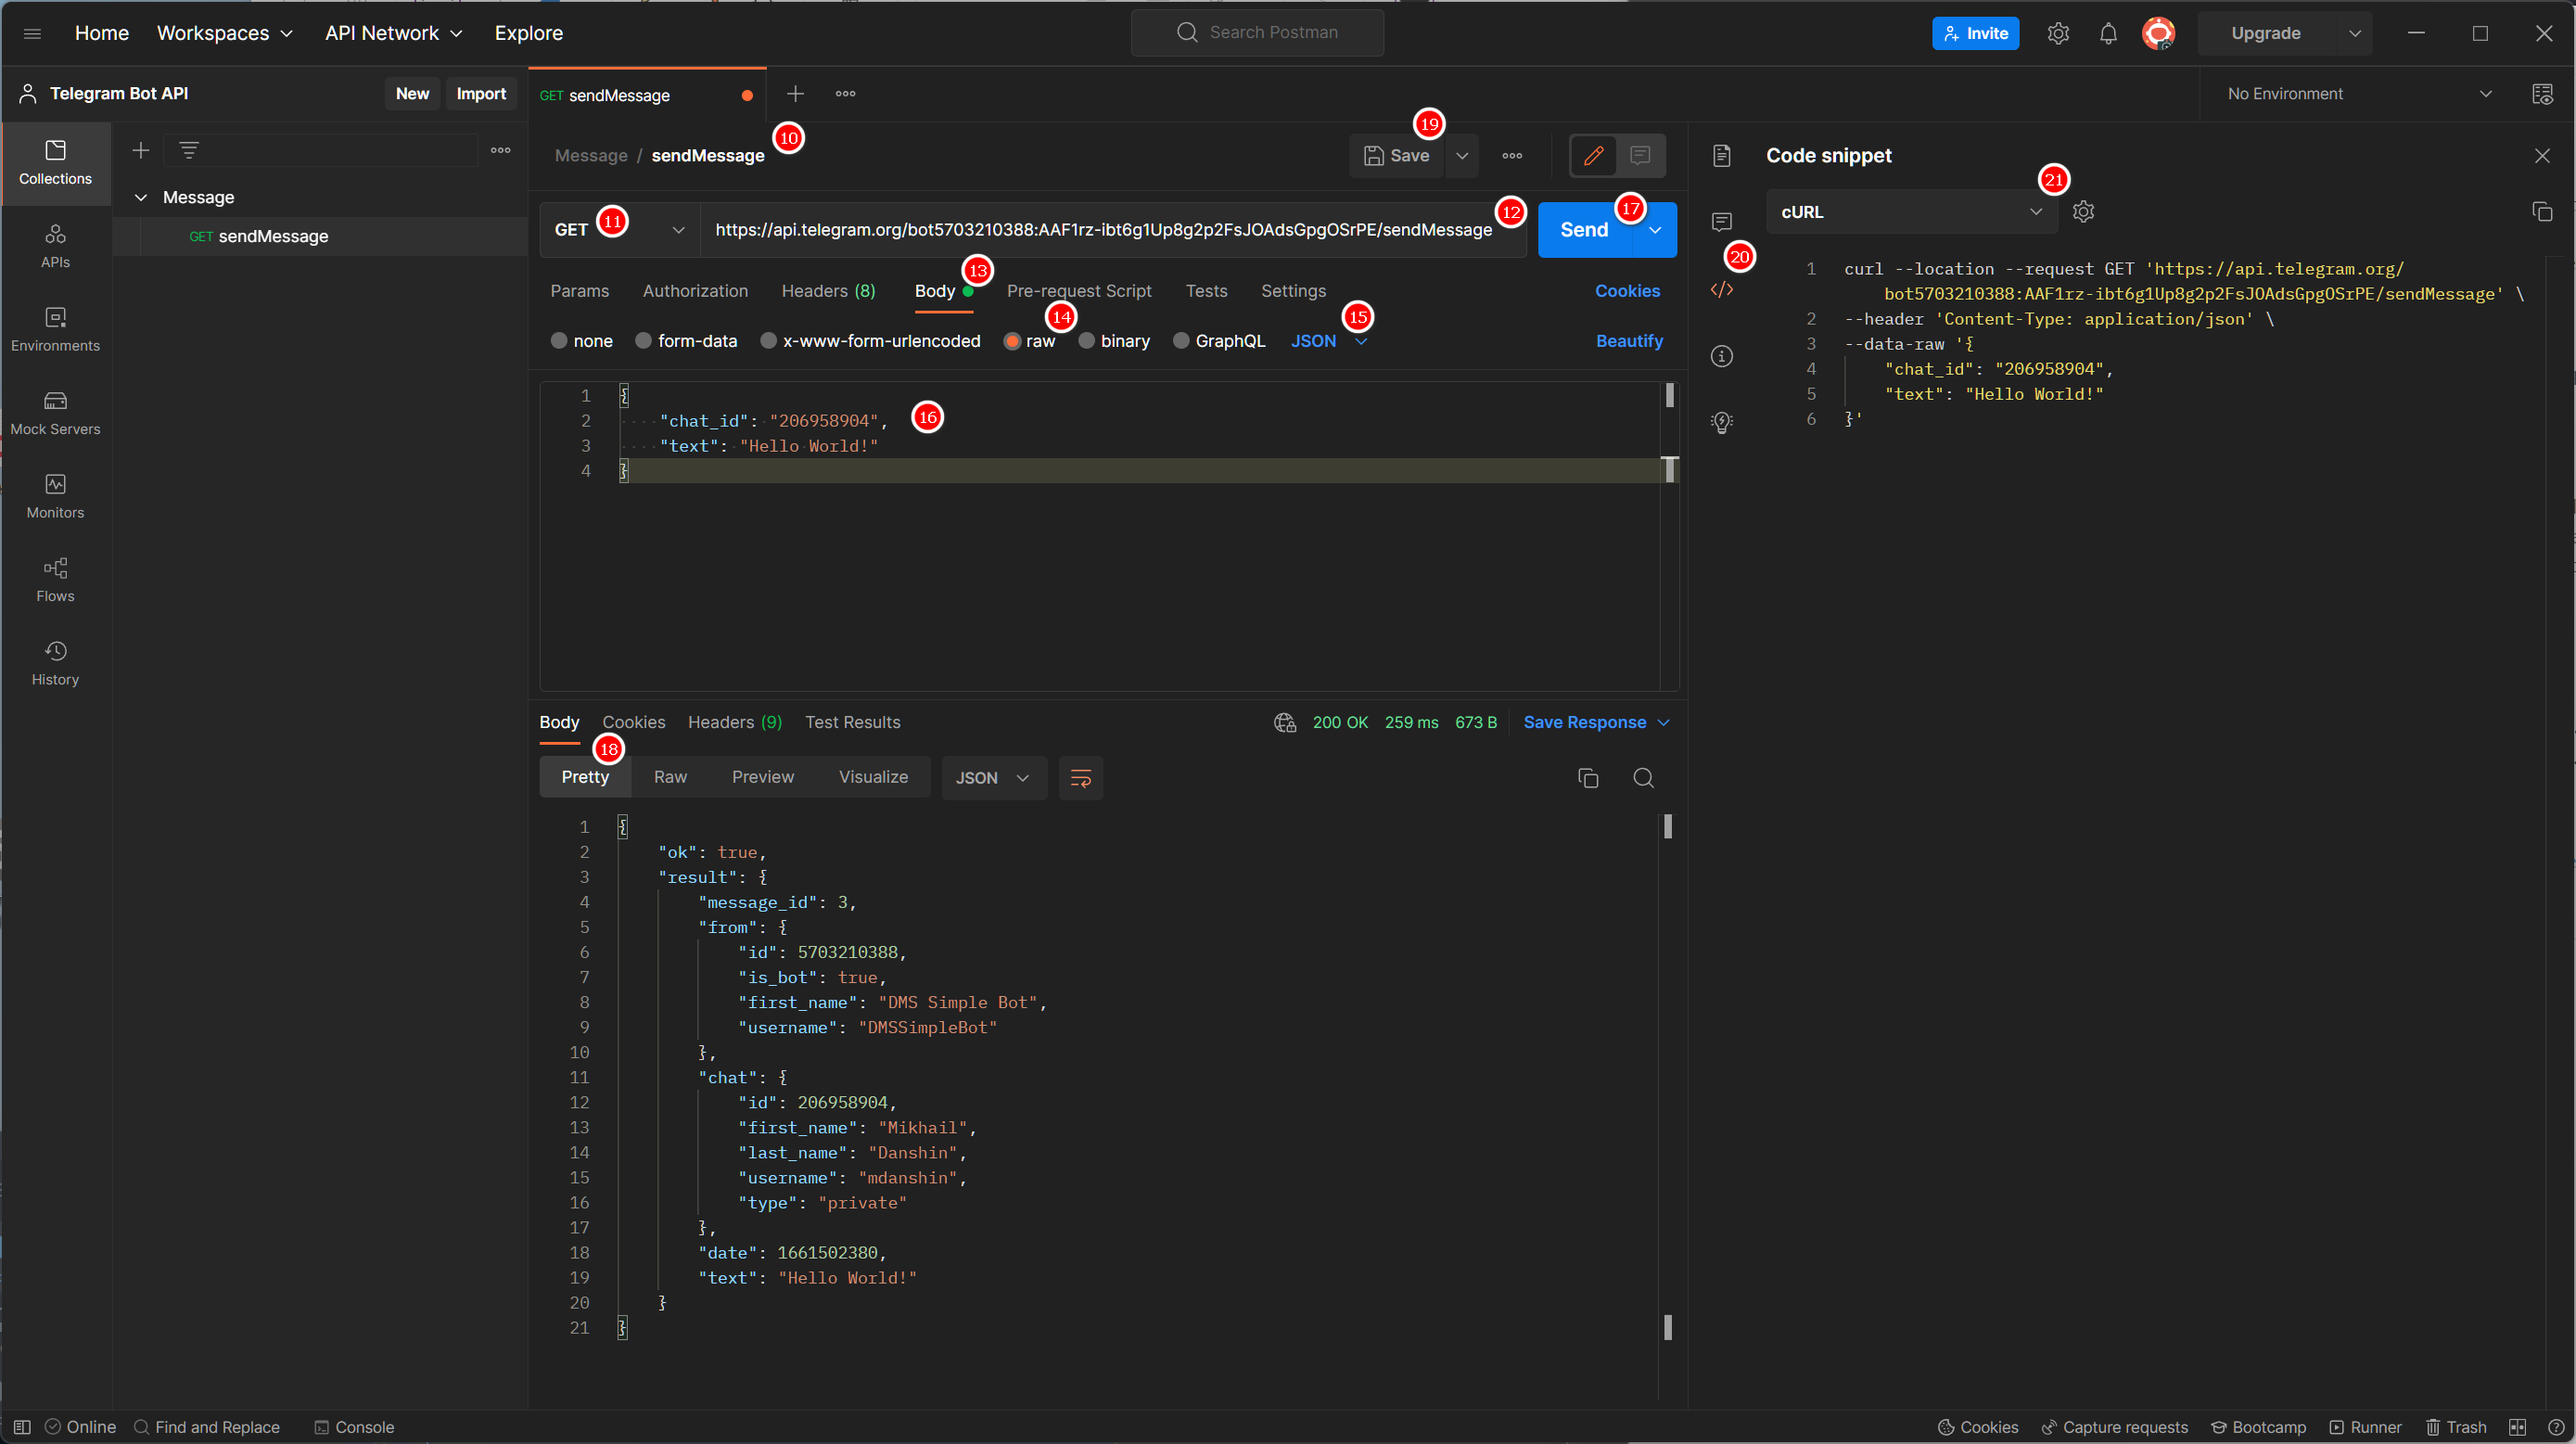 Home Workspaces API Network Explore Search Postman Invite Upgrade
Telegram Bot API New Import GET sendMessage No Environment
10
19
Message / sendMessage Save Code snippet
Collections
21
Message
GET 11 https://api.telegram.org/bot5703210388:AAF1rz-ibt6g1Up8g2p2FsJOAdsGpgOSrPE/sendMessage 12 Send 17 cURL
GET sendMessage
APIs
20
13
Params Authorization Headers (8) Body Pre-request Script Tests Settings Cookies
14
15
none form-data x-www-form-urlencoded raw binary GraphQL JSON Beautify
Environments
1 {
2 "chat_id": "206958904", 16
3 "text": "Hello World!"
4 }
Mock Servers
Monitors
Flows
History
1 curl --location --request GET 'https://api.telegram.org/
bot5703210388:AAF1rz-ibt6g1Up8g2p2FsJOAdsGpgOSrPE/sendMessage' \
2 --header 'Content-Type: application/json' \
3 --data-raw '{
4 "chat_id": "206958904",
5 "text": "Hello World!"
6 }'
Body Cookies Headers (9) Test Results 200 OK 259 ms 673 B Save Response
18
Pretty Raw Preview Visualize JSON
1 {
2 "ok": true,
3 "result": {
4 "message_id": 3,
5 "from": {
6 "id": 5703210388,
7 "is_bot": true,
8 "first_name": "DMS Simple Bot",
9 "username": "DMSSimpleBot"
10 },
11 "chat": {
12 "id": 206958904,
13 "first_name": "Mikhail",
14 "last_name": "Danshin",
15 "username": "mdanshin",
16 "type": "private"
17 },
18 "date": 1661502380,
19 "text": "Hello World!"
20 }
21 }
Online Find and Replace Console Cookies Capture requests Bootcamp Runner Trash